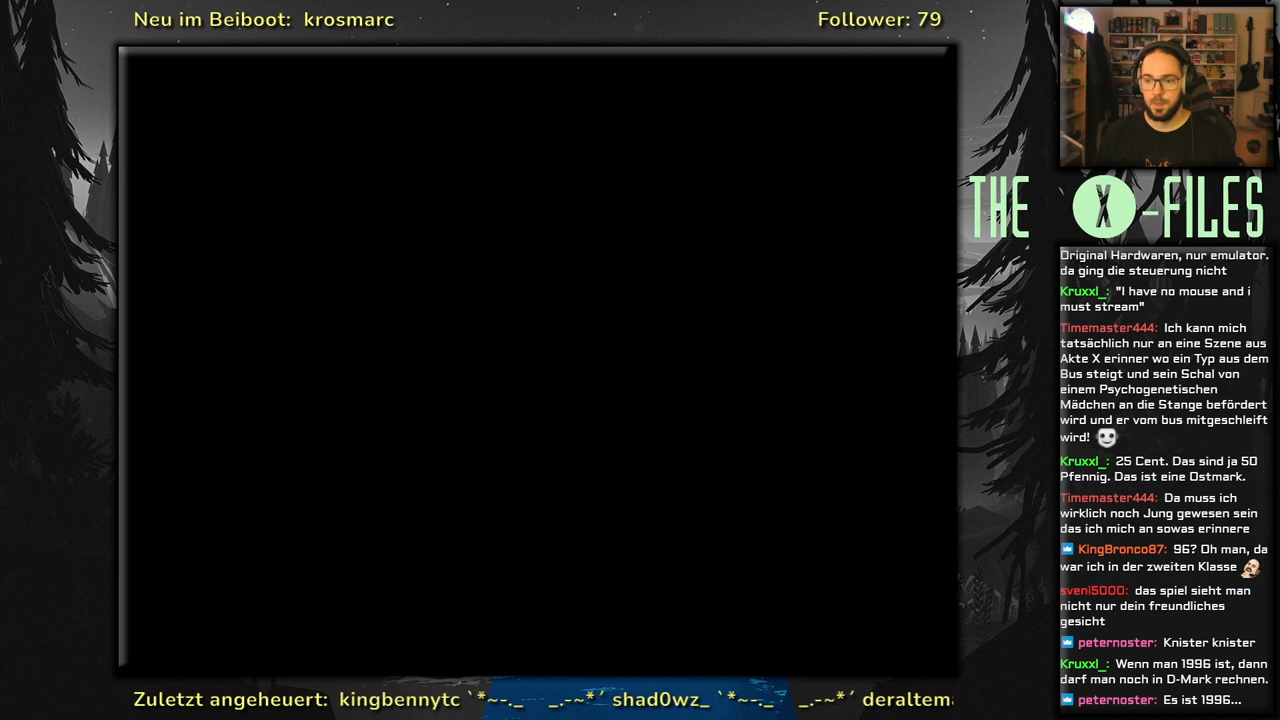 Neu im Beiboot: krosmarc
Follower: 79
THE X-FILES
Original Hardwaren, nur emulator.
da ging die steuerung nicht
Kruxxl_: "I have no mouse and i
must stream"
Timemaster444: Ich kann mich
tatsächlich nur an eine Szene aus
Akte X erinner wo ein Typ aus dem
Bus steigt und sein Schal von
einem Psychogenetischen
Mädchen an die Stange befördert
wird und er vom bus mitgeschleift
wird!
Kruxxl_: 25 Cent. Das sind ja 50
Pfennig. Das ist eine Ostmark.
Timemaster444: Da muss ich
wirklich noch Jung gewesen sein
das ich mich an sowas erinnere
KingBronco87: 96? Oh man, da
war ich in der zweiten Klasse
sveni5000: das spiel sieht man
nicht nur dein freundliches
gesicht
peternoster: Knister knister
Kruxxl_: Wenn man 1996 ist, dann
darf man noch in D-Mark rechnen.
peternoster: Es ist 1996...
Zuletzt angeheuert: kingbennytc `*~-._ _.-~*´ shad0wz_ `*~-._ _.-~*´ deraltem